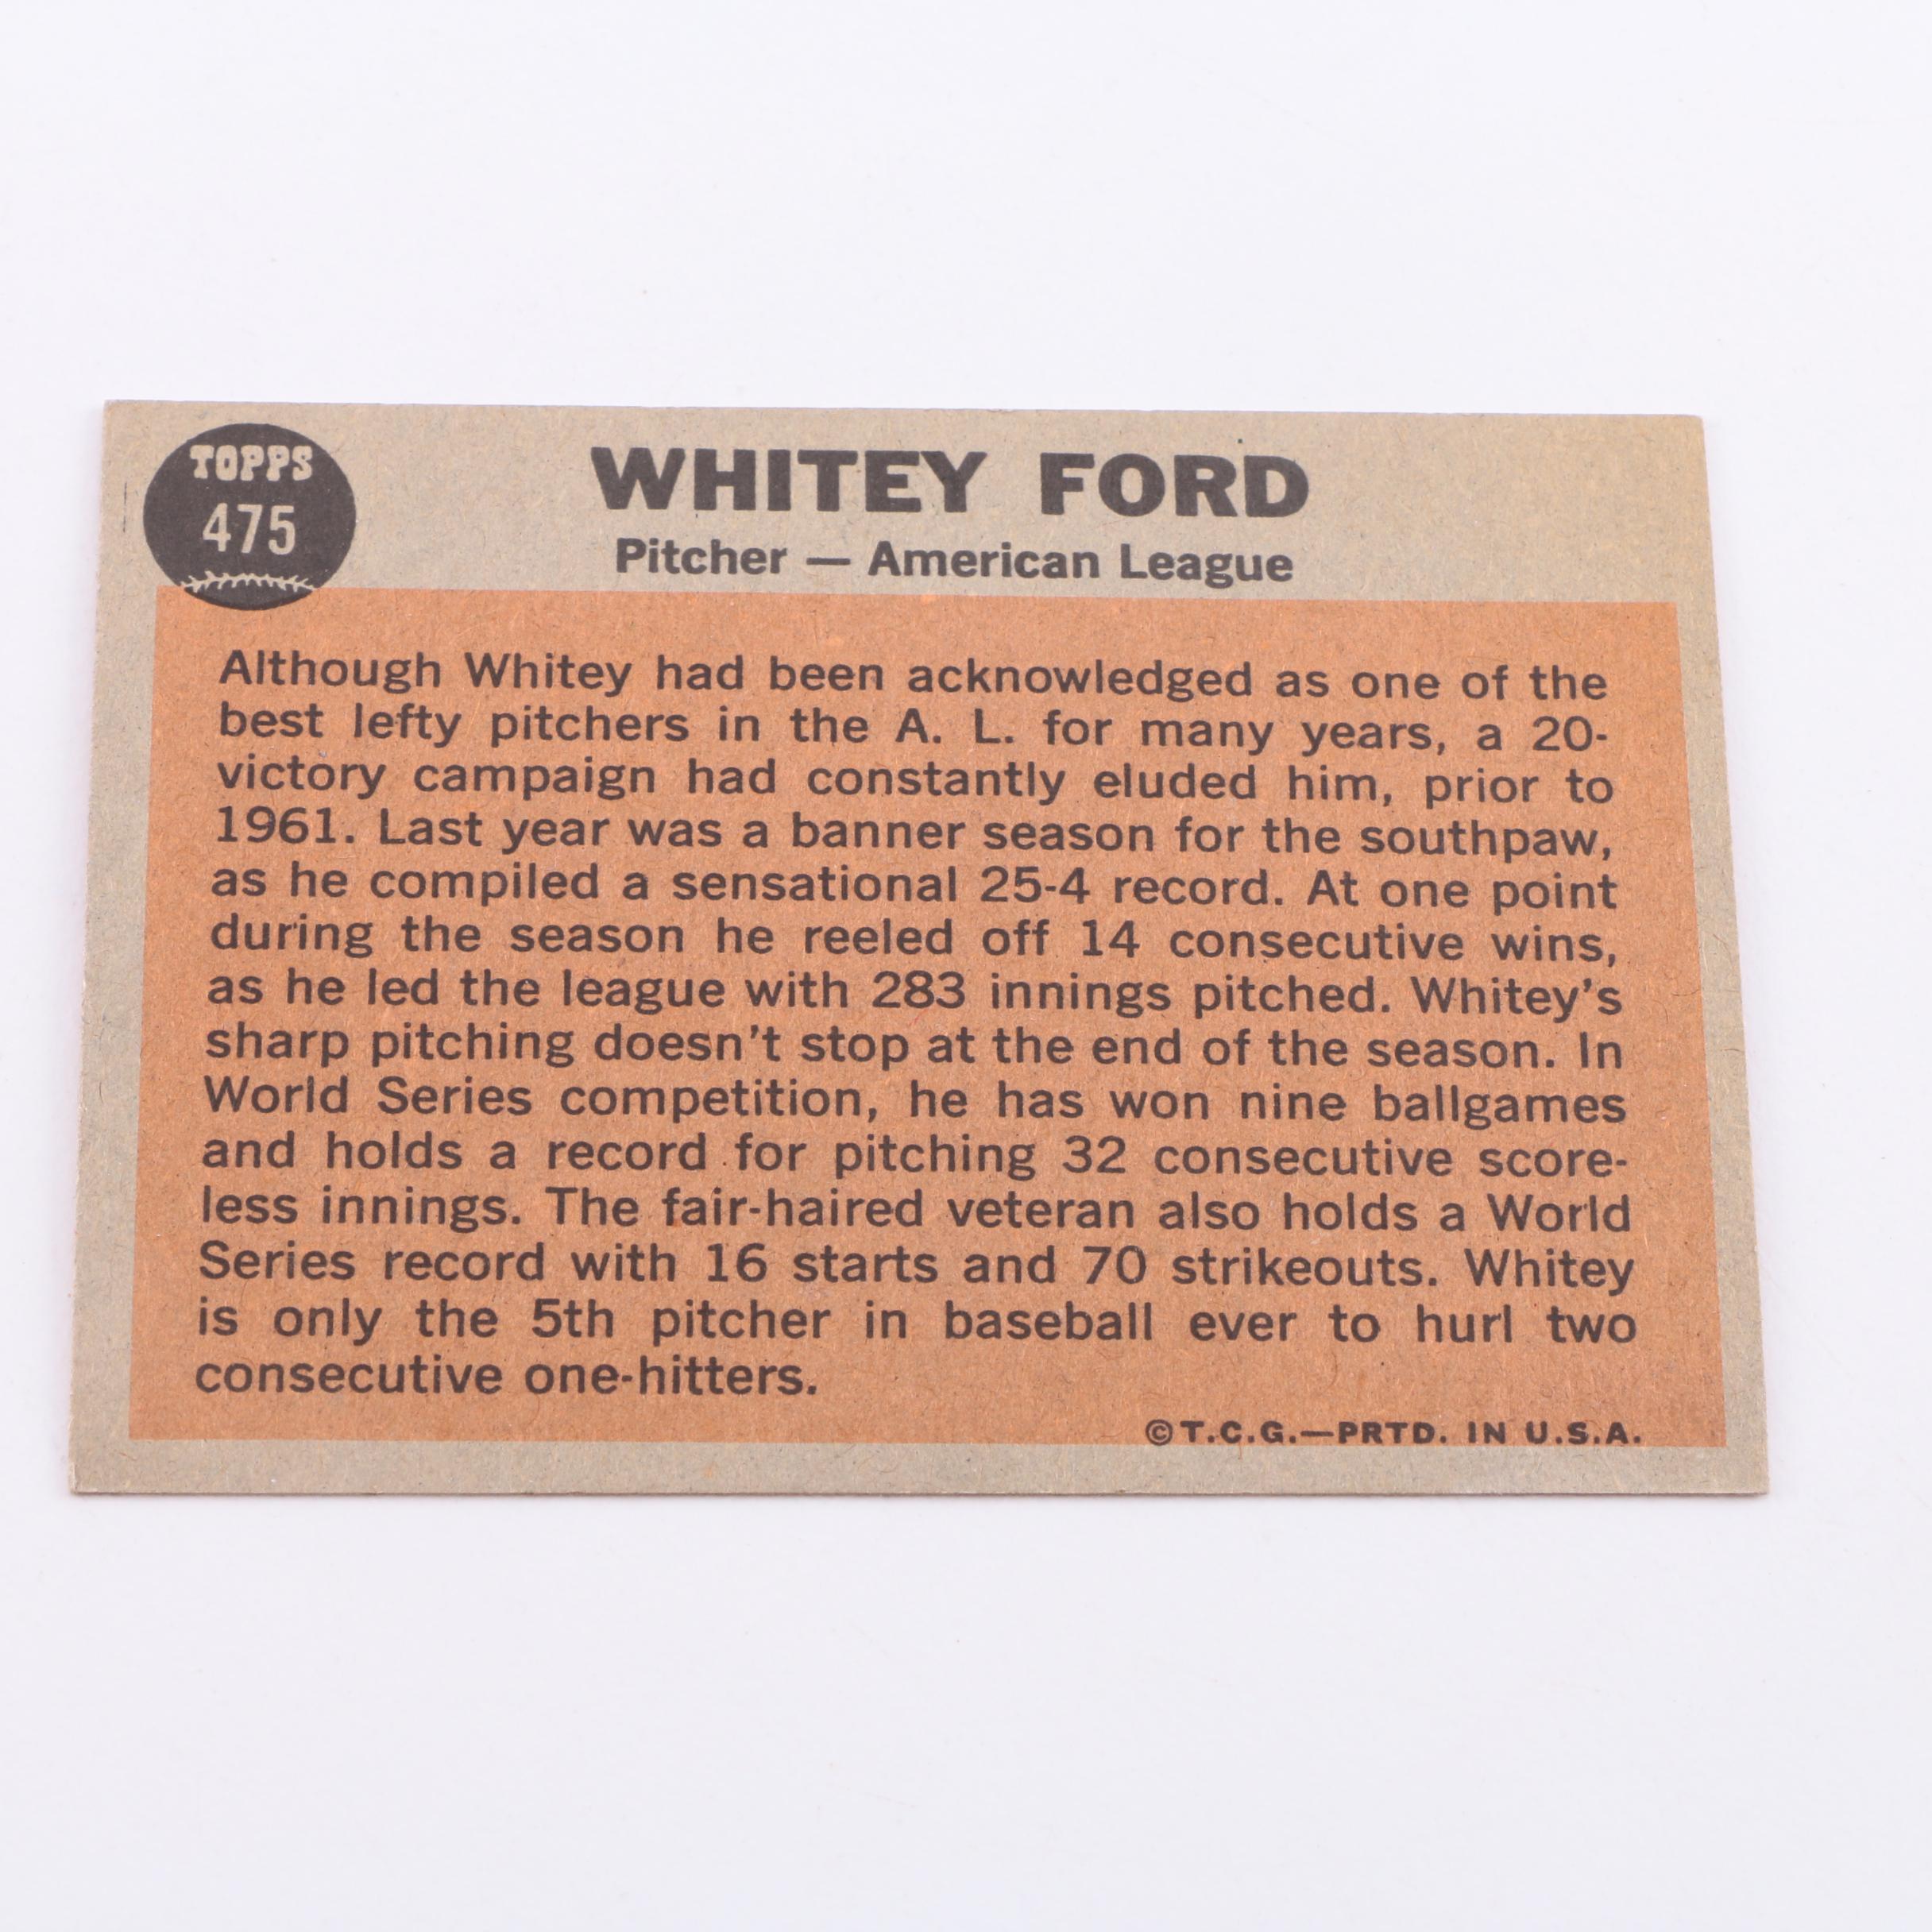 TOPPS
475
WHITEY FORD
Pitcher — American League
Although Whitey had been acknowledged as one of the
best lefty pitchers in the A. L. for many years, a 20-
victory campaign had constantly eluded him, prior to
1961. Last year was a banner season for the southpaw,
as he compiled a sensational 25-4 record. At one point
during the season he reeled off 14 consecutive wins,
as he led the league with 283 innings pitched. Whitey's
sharp pitching doesn't stop at the end of the season. In
World Series competition, he has won nine ballgames
and holds a record for pitching 32 consecutive score-
less innings. The fair-haired veteran also holds a World
Series record with 16 starts and 70 strikeouts. Whitey
is only the 5th pitcher in baseball ever to hurl two
consecutive one-hitters.
©T.C.G.—PRTD. IN U.S.A.